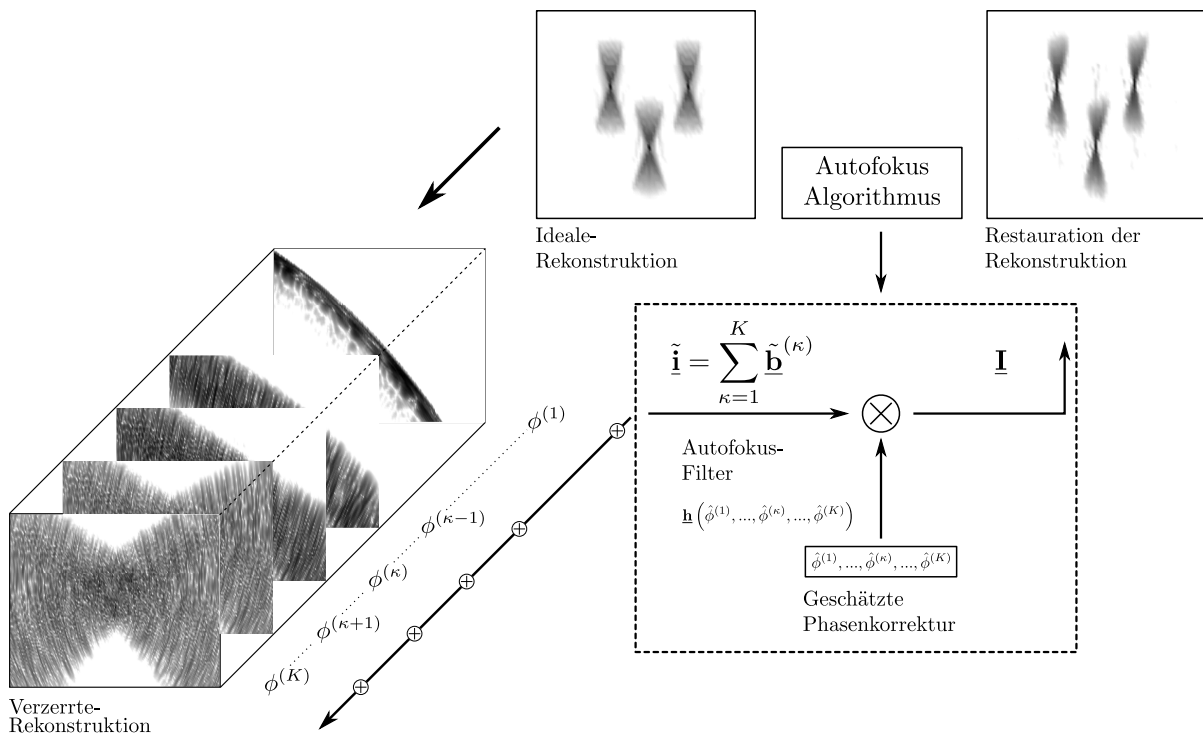 Autofokus
Algorithmus
Ideale-
Rekonstruktion
Restauration der
Rekonstruktion
ĩ̲ = ∑_{κ=1}^{K} b̲̃^{(κ)}
I̲
Autofokus-
Filter
h̲(φ̂^{(1)}, ..., φ̂^{(κ)}, ..., φ̂^{(K)})
φ̂^{(1)}, ..., φ̂^{(κ)}, ..., φ̂^{(K)}
Geschätzte
Phasenkorrektur
ϕ^{(1)}
ϕ^{(κ−1)}
ϕ^{(κ)}
ϕ^{(κ+1)}
ϕ^{(K)}
Verzerrte-
Rekonstruktion